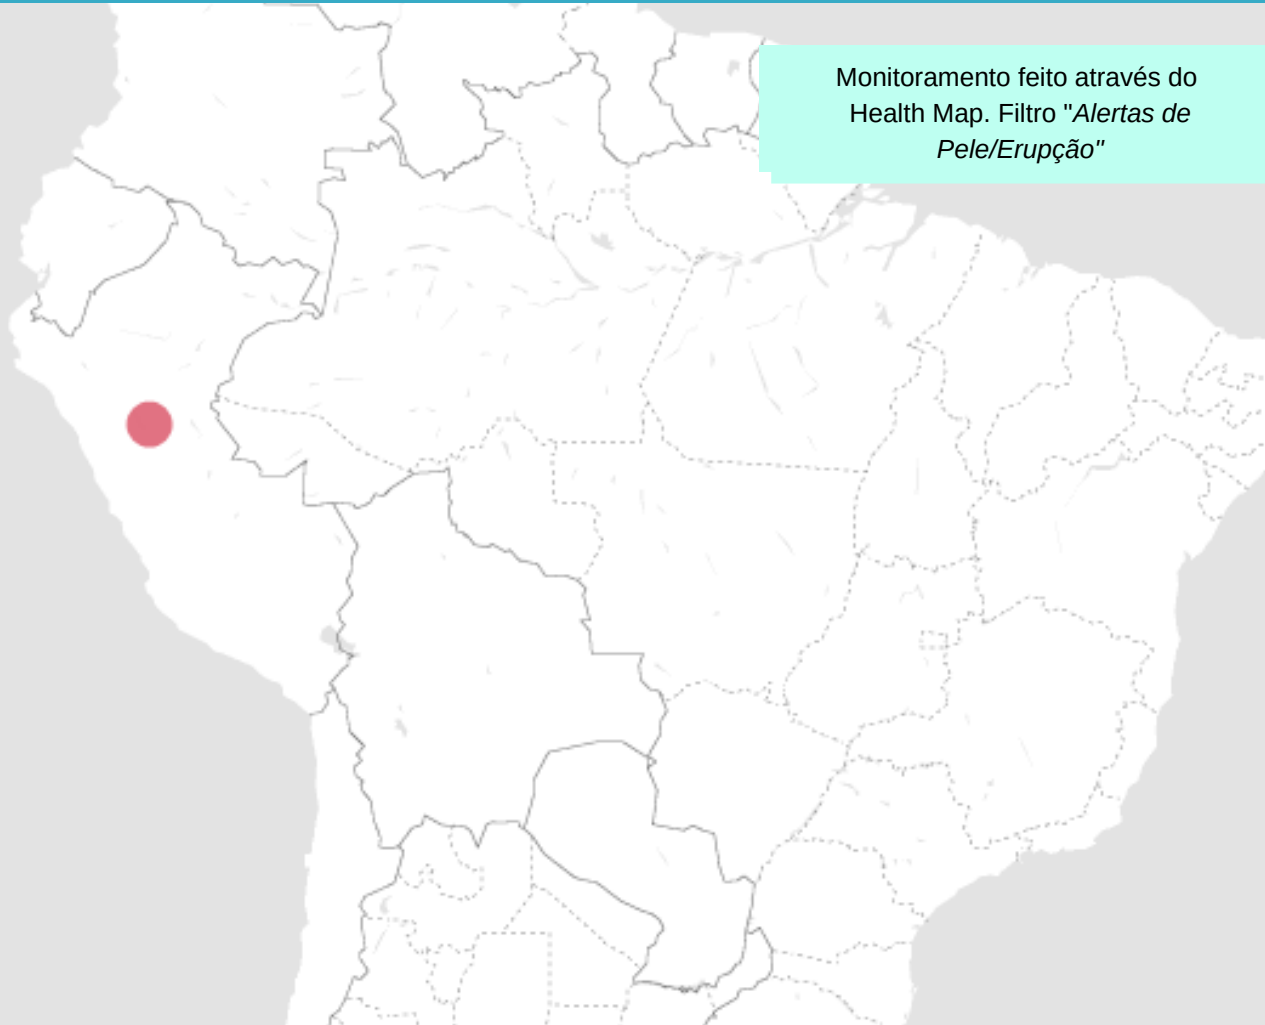 Monitoramento feito através do
Health Map. Filtro "Alertas de
Pele/Erupção"